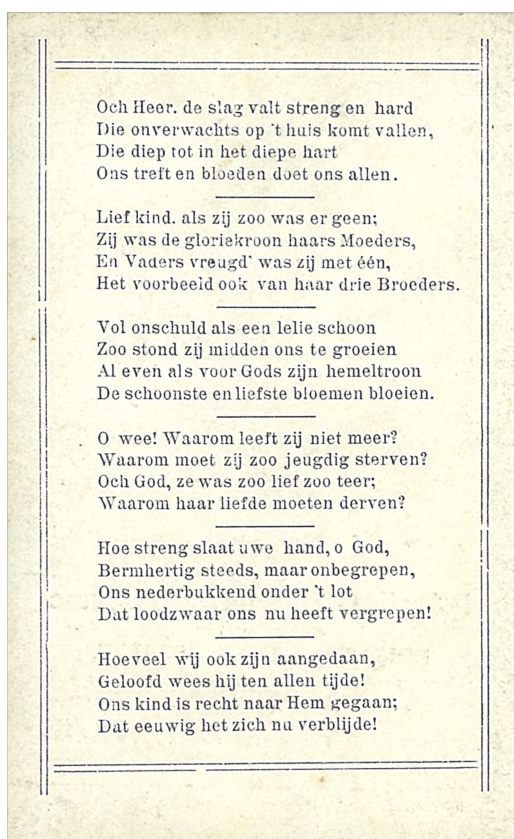 Och Heer. de slag valt streng en hard
Die onverwachts op 't huis komt vallen,
Die diep tot in het diepe hart
Ons treft en bloeden doet ons allen.
Lief kind. als zij zoo was er geen;
Zij was de gloriekroon haars Moeders,
En Vaders vreugd' was zij met één,
Het voorbeeld ook van haar drie Broeders.
Vol onschuld als een lelie schoon
Zoo stond zij midden ons te groeien
Al even als voor Gods zijn hemeltroon
De schoonste en liefste bloemen bloeien.
O wee! Waarom leeft zij niet meer?
Waarom moet zij zoo jeugdig sterven?
Och God, ze was zoo lief zoo teer;
Waarom haar liefde moeten derven?
Hoe streng slaat uwe hand, o God,
Bermhertig steeds, maar onbegrepen,
Ons nederbukkend onder 't lot
Dat loodzwaar ons nu heeft vergrepen!
Hoeveel wij ook zijn aangedaan,
Geloofd wees hij ten allen tijde!
Ons kind is recht naar Hem gegaan;
Dat eeuwig het zich nu verblijde!